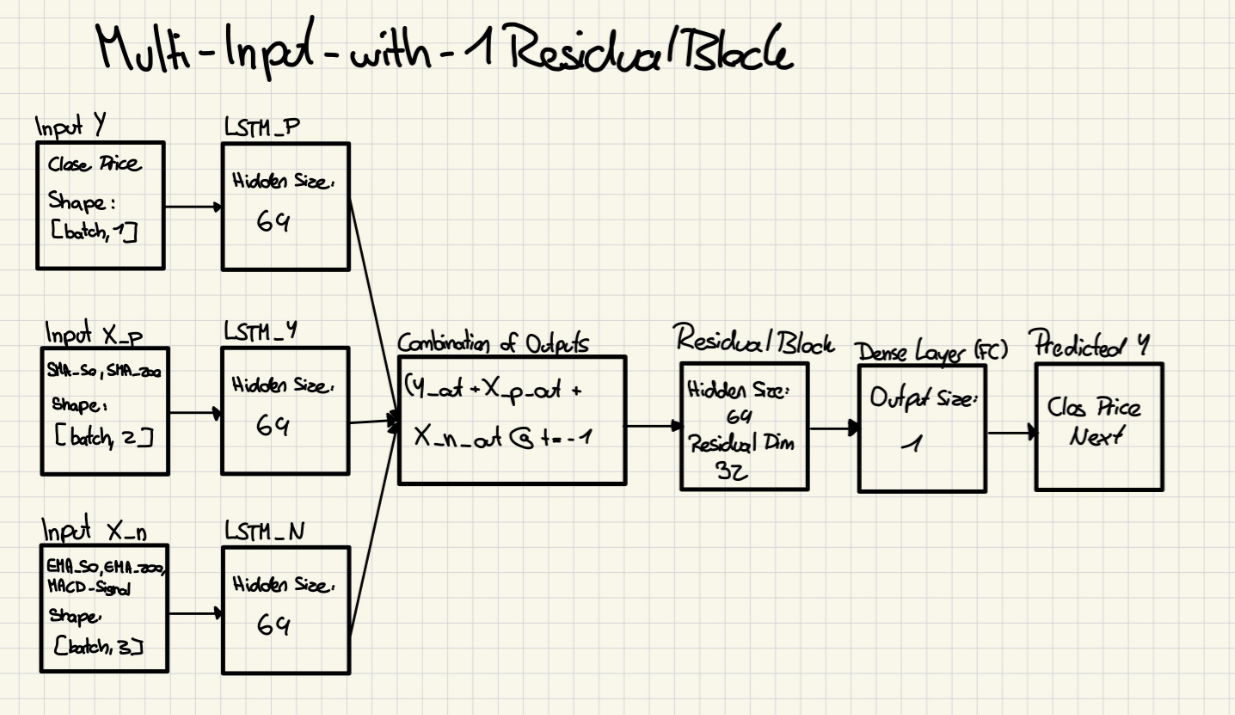 Multi-Input-with-1 Residual Block
Input Y
Close Price
Shape:
[batch, 1]
LSTM_P
Hidden Size:
64
Input X_p
SMA_50, SMA_200
Shape:
[batch, 2]
LSTM_Y
Hidden Size:
64
Input X_n
EMA_50, EMA_200,
MACD-Signal
Shape:
[batch, 3]
LSTM_N
Hidden Size:
64
Combination of Outputs
(Y_out + X_p_out +
X_n_out @ t=-1
Residual Block
Hidden Size:
64
Residual Dim
32
Dense Layer (FC)
Output Size:
1
Predicted Y
Clos Price
Next